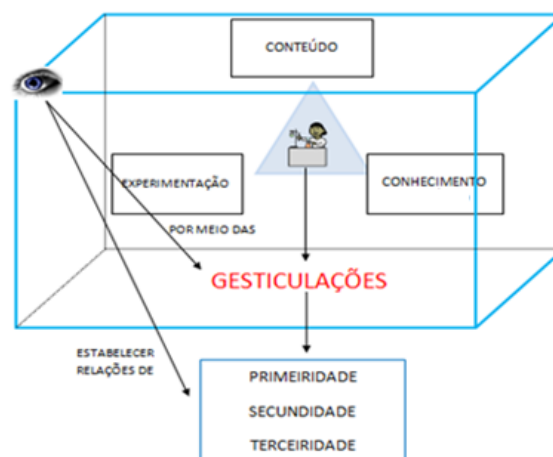 CONTEÚDO
EXPERIMENTAÇÃO
CONHECIMENTO
POR MEIO DAS
GESTICULAÇÕES
ESTABELECER
RELAÇÕES DE
PRIMEIRIDADE
SECUNDIDADE
TERCEIRIDADE